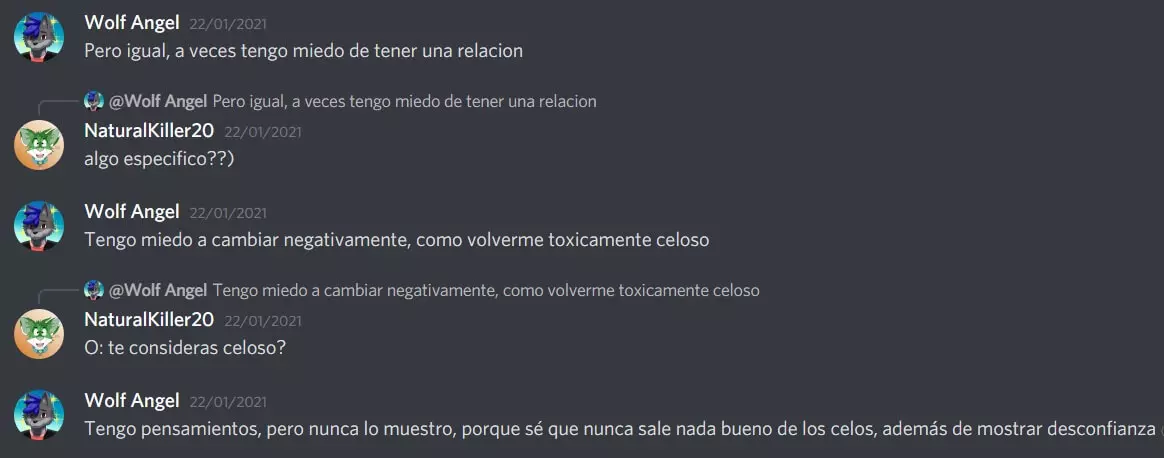 Wolf Angel 22/01/2021
Pero igual, a veces tengo miedo de tener una relacion
@Wolf Angel Pero igual, a veces tengo miedo de tener una relacion
NaturalKiller20 22/01/2021
algo especifico??)
Wolf Angel 22/01/2021
Tengo miedo a cambiar negativamente, como volverme toxicamente celoso
@Wolf Angel Tengo miedo a cambiar negativamente, como volverme toxicamente celoso
NaturalKiller20 22/01/2021
O: te consideras celoso?
Wolf Angel 22/01/2021
Tengo pensamientos, pero nunca lo muestro, porque sé que nunca sale nada bueno de los celos, además de mostrar desconfianza